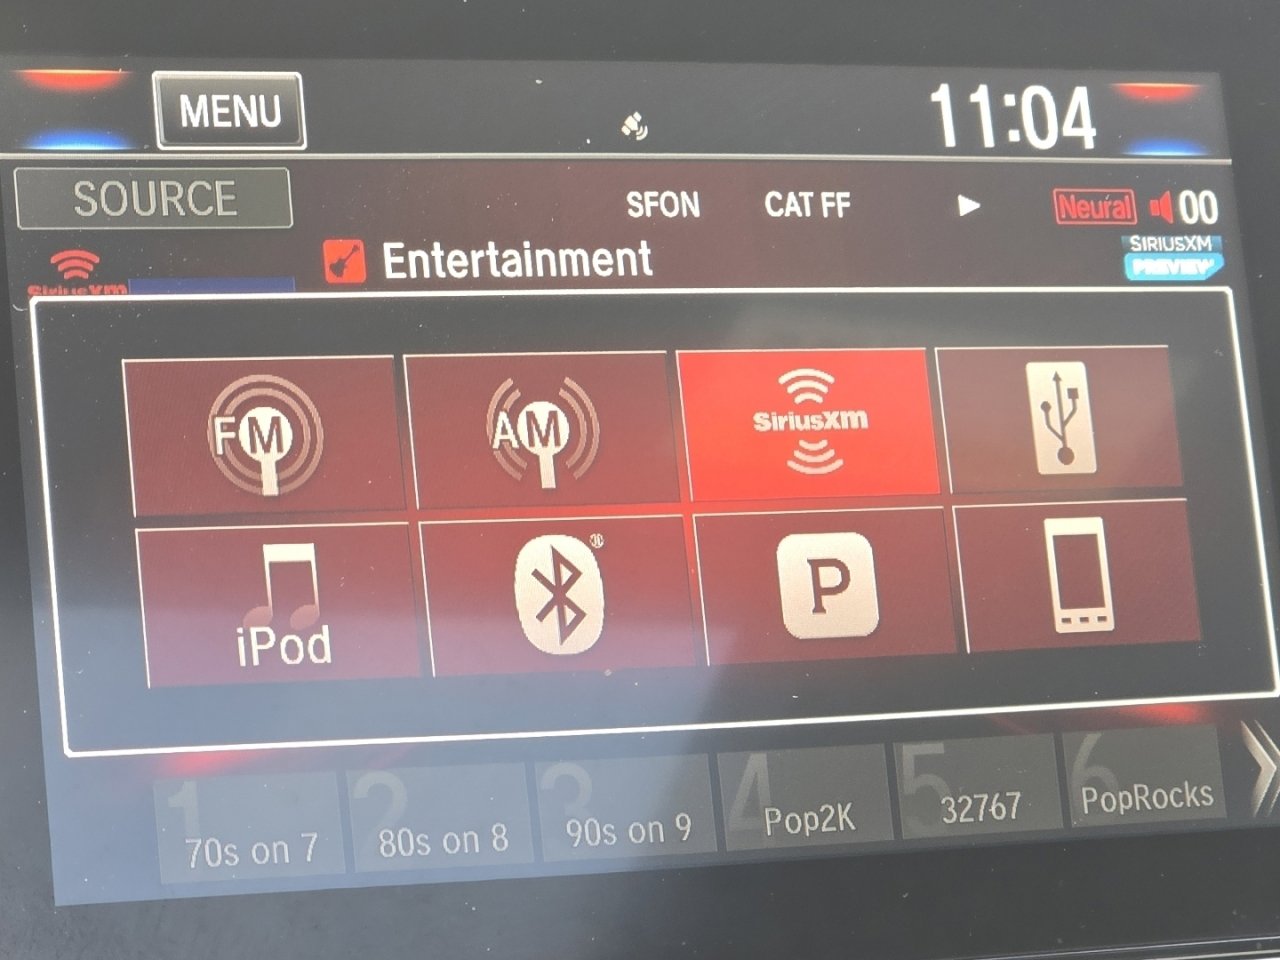 MENU
11:04
SOURCE
SFON CAT FF Neural 00
SiriusXM Entertainment SIRIUSXM
PREVIEW
FM AM SiriusXM
iPod ® P
1 2 3 4 5 6
70s on 7 80s on 8 90s on 9 Pop2K 32767 PopRocks